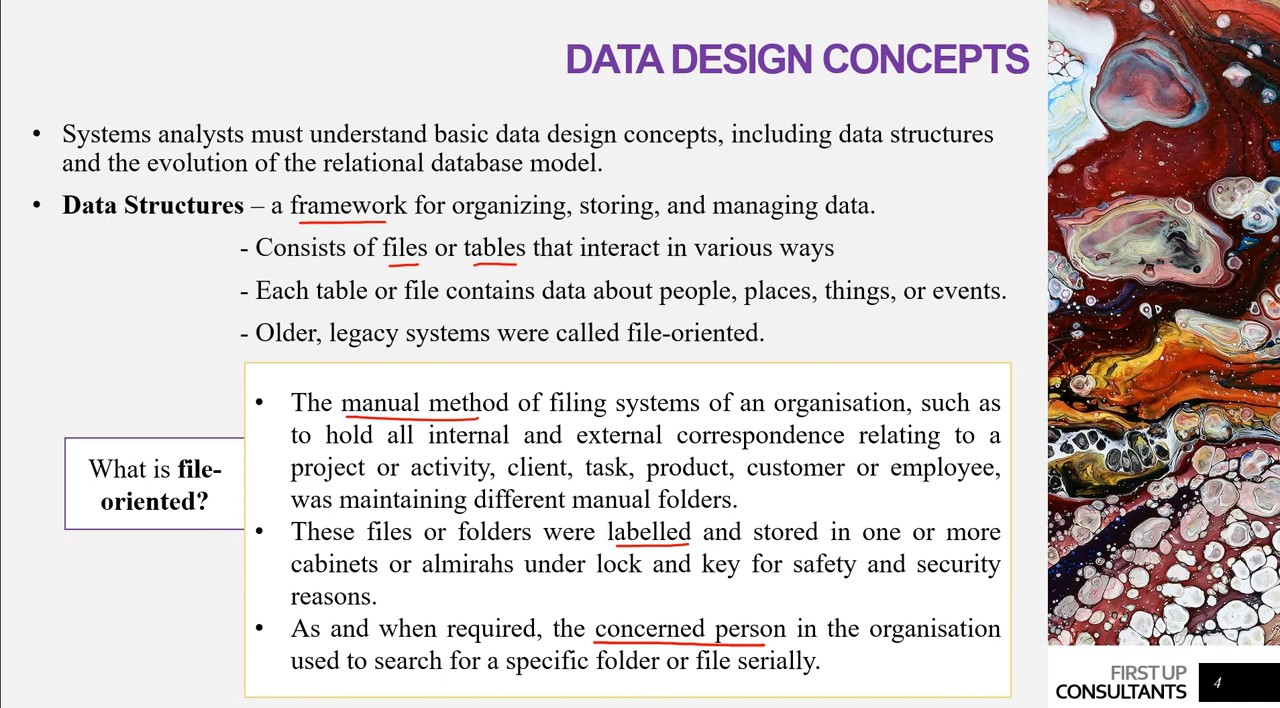 DATA DESIGN CONCEPTS
• Systems analysts must understand basic data design concepts, including data structures
and the evolution of the relational database model.
• Data Structures – a framework for organizing, storing, and managing data.
- Consists of files or tables that interact in various ways
- Each table or file contains data about people, places, things, or events.
- Older, legacy systems were called file-oriented.
What is file-
oriented?
• The manual method of filing systems of an organisation, such as
to hold all internal and external correspondence relating to a
project or activity, client, task, product, customer or employee,
was maintaining different manual folders.
• These files or folders were labelled and stored in one or more
cabinets or almirahs under lock and key for safety and security
reasons.
• As and when required, the concerned person in the organisation
used to search for a specific folder or file serially.
FIRST UP
CONSULTANTS
4